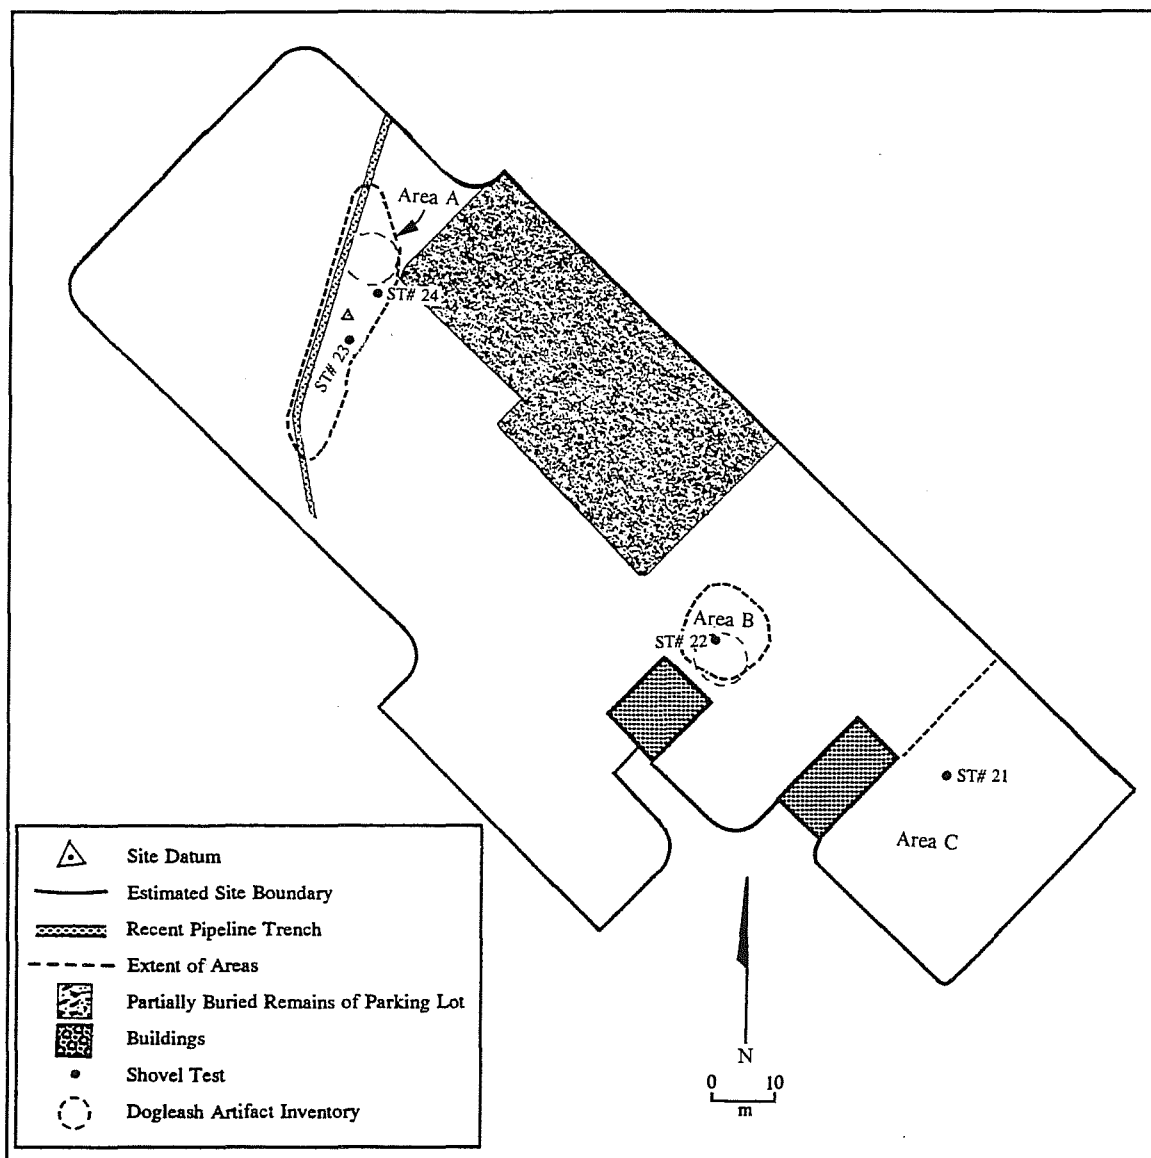 Area A
ST# 24
ST# 23
Area B
ST# 22
ST# 21
Area C
Site Datum
Estimated Site Boundary
Recent Pipeline Trench
Extent of Areas
Partially Buried Remains of Parking Lot
Buildings
Shovel Test
Dogleash Artifact Inventory
N
0 10
m